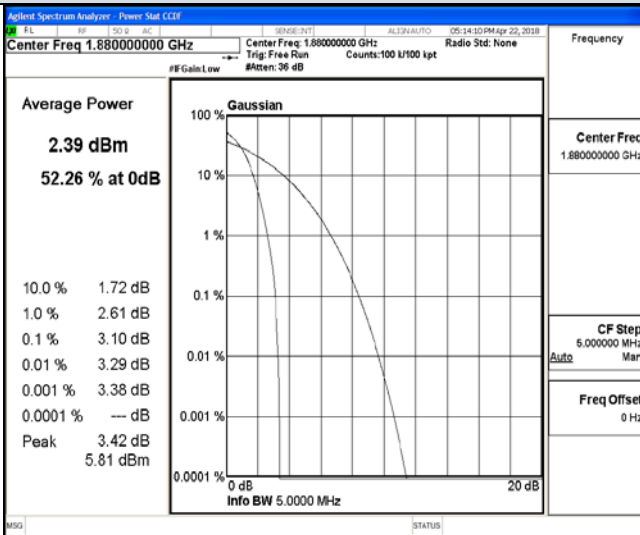 Agilent Spectrum Analyzer - Power Stat CCDF
RL RF 50 Ω AC SENSE:INT ALIGNAUTO 05:14:10 PM Apr 22, 2018
Center Freq 1.880000000 GHz
Center Freq: 1.880000000 GHz Radio Std: None
Trig: Free Run Counts:100 k/100 kpt
#IFGain:Low #Atten: 36 dB
Frequency
Average Power
2.39 dBm
52.26 % at 0dB
10.0 % 1.72 dB
1.0 % 2.61 dB
0.1 % 3.10 dB
0.01 % 3.29 dB
0.001 % 3.38 dB
0.0001 % --- dB
Peak 3.42 dB
5.81 dBm
Gaussian
100 %
10 %
1 %
0.1 %
0.01 %
0.001 %
0.0001 %
0 dB 20 dB
Info BW 5.0000 MHz
Center Freq
1.880000000 GHz
CF Step
5.000000 MHz
Auto Man
Freq Offset
0 Hz
MSG STATUS